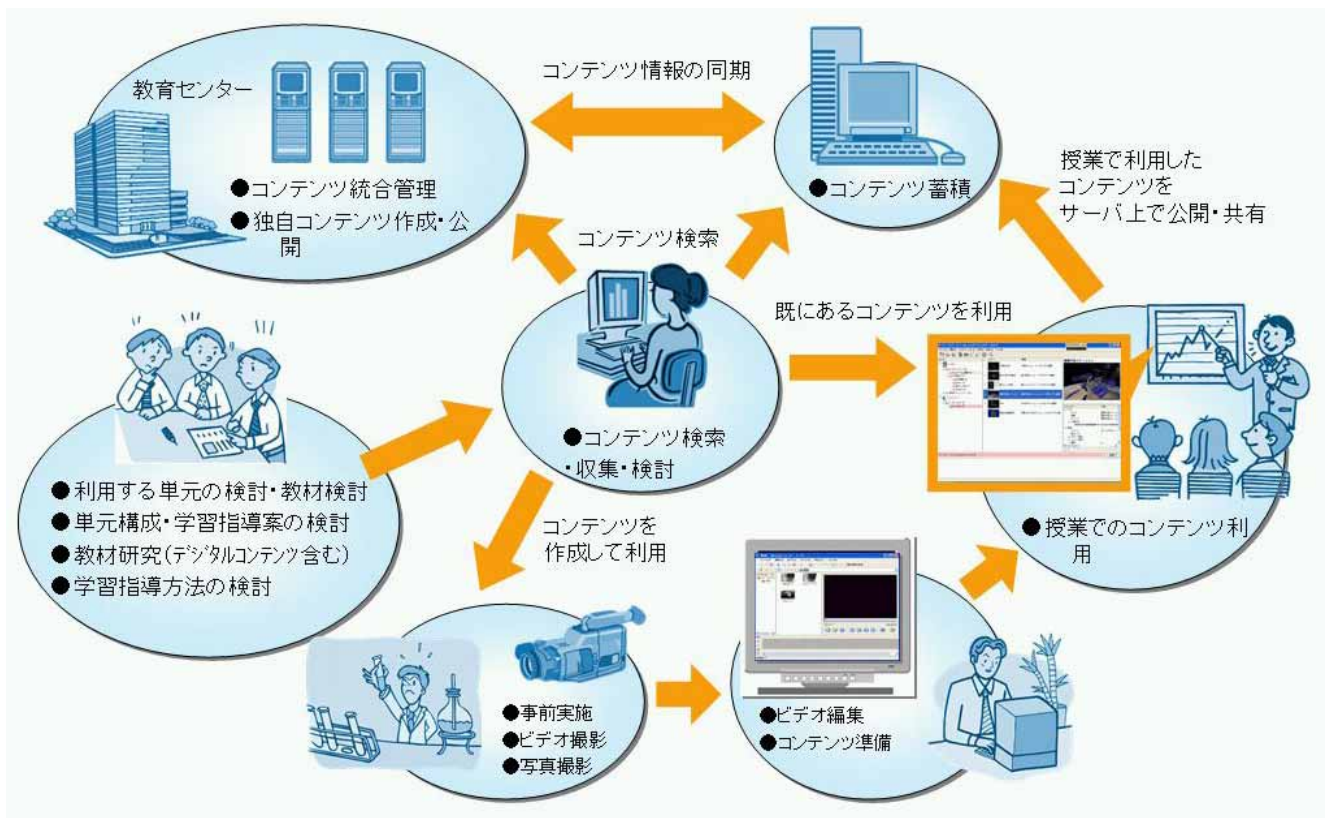 教育センター
●コンテンツ統合管理
●独自コンテンツ作成・公
開
コンテンツ情報の同期
●コンテンツ蓄積
授業で利用した
コンテンツを
サーバ上で公開・共有
コンテンツ検索
既にあるコンテンツを利用
●コンテンツ検索
・収集・検討
●利用する単元の検討・教材検討
●単元構成・学習指導案の検討
●教材研究(デジタルコンテンツ含む)
●学習指導方法の検討
コンテンツを
作成して利用
●授業でのコンテンツ利
用
●事前実施
●ビデオ撮影
●写真撮影
●ビデオ編集
●コンテンツ準備